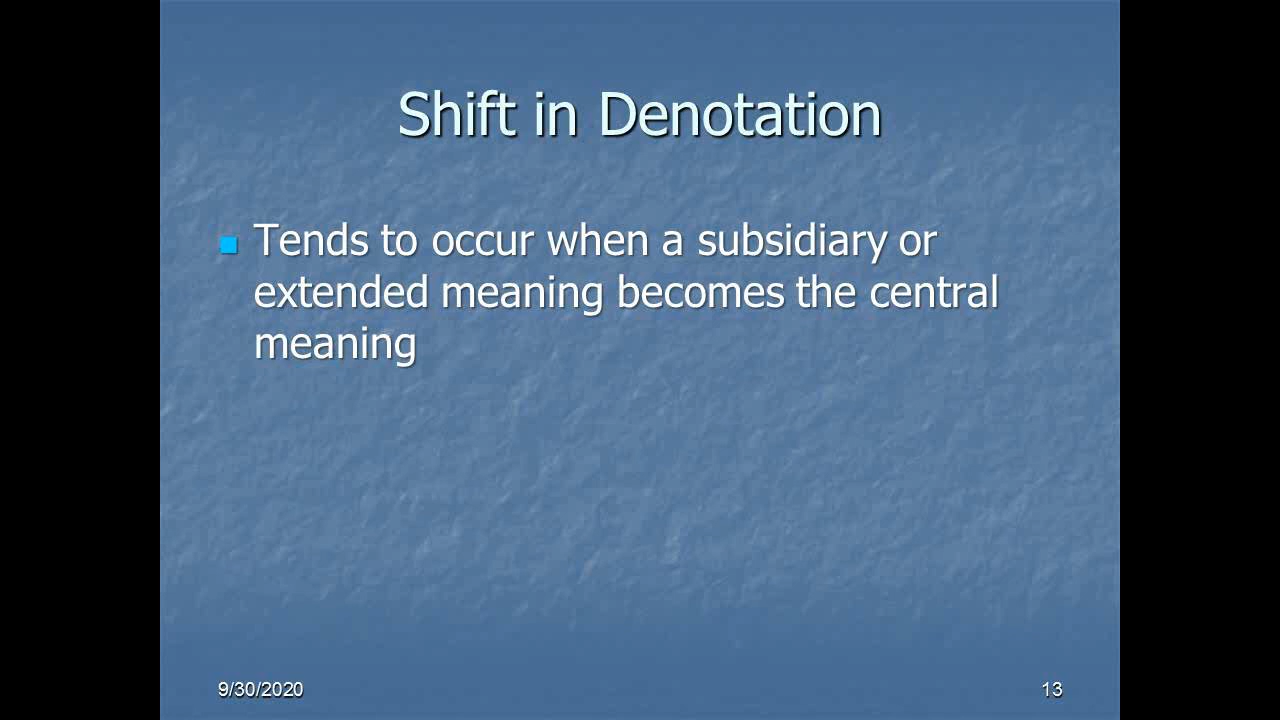 Shift in Denotation
Tends to occur when a subsidiary or
extended meaning becomes the central
meaning
9/30/2020
13